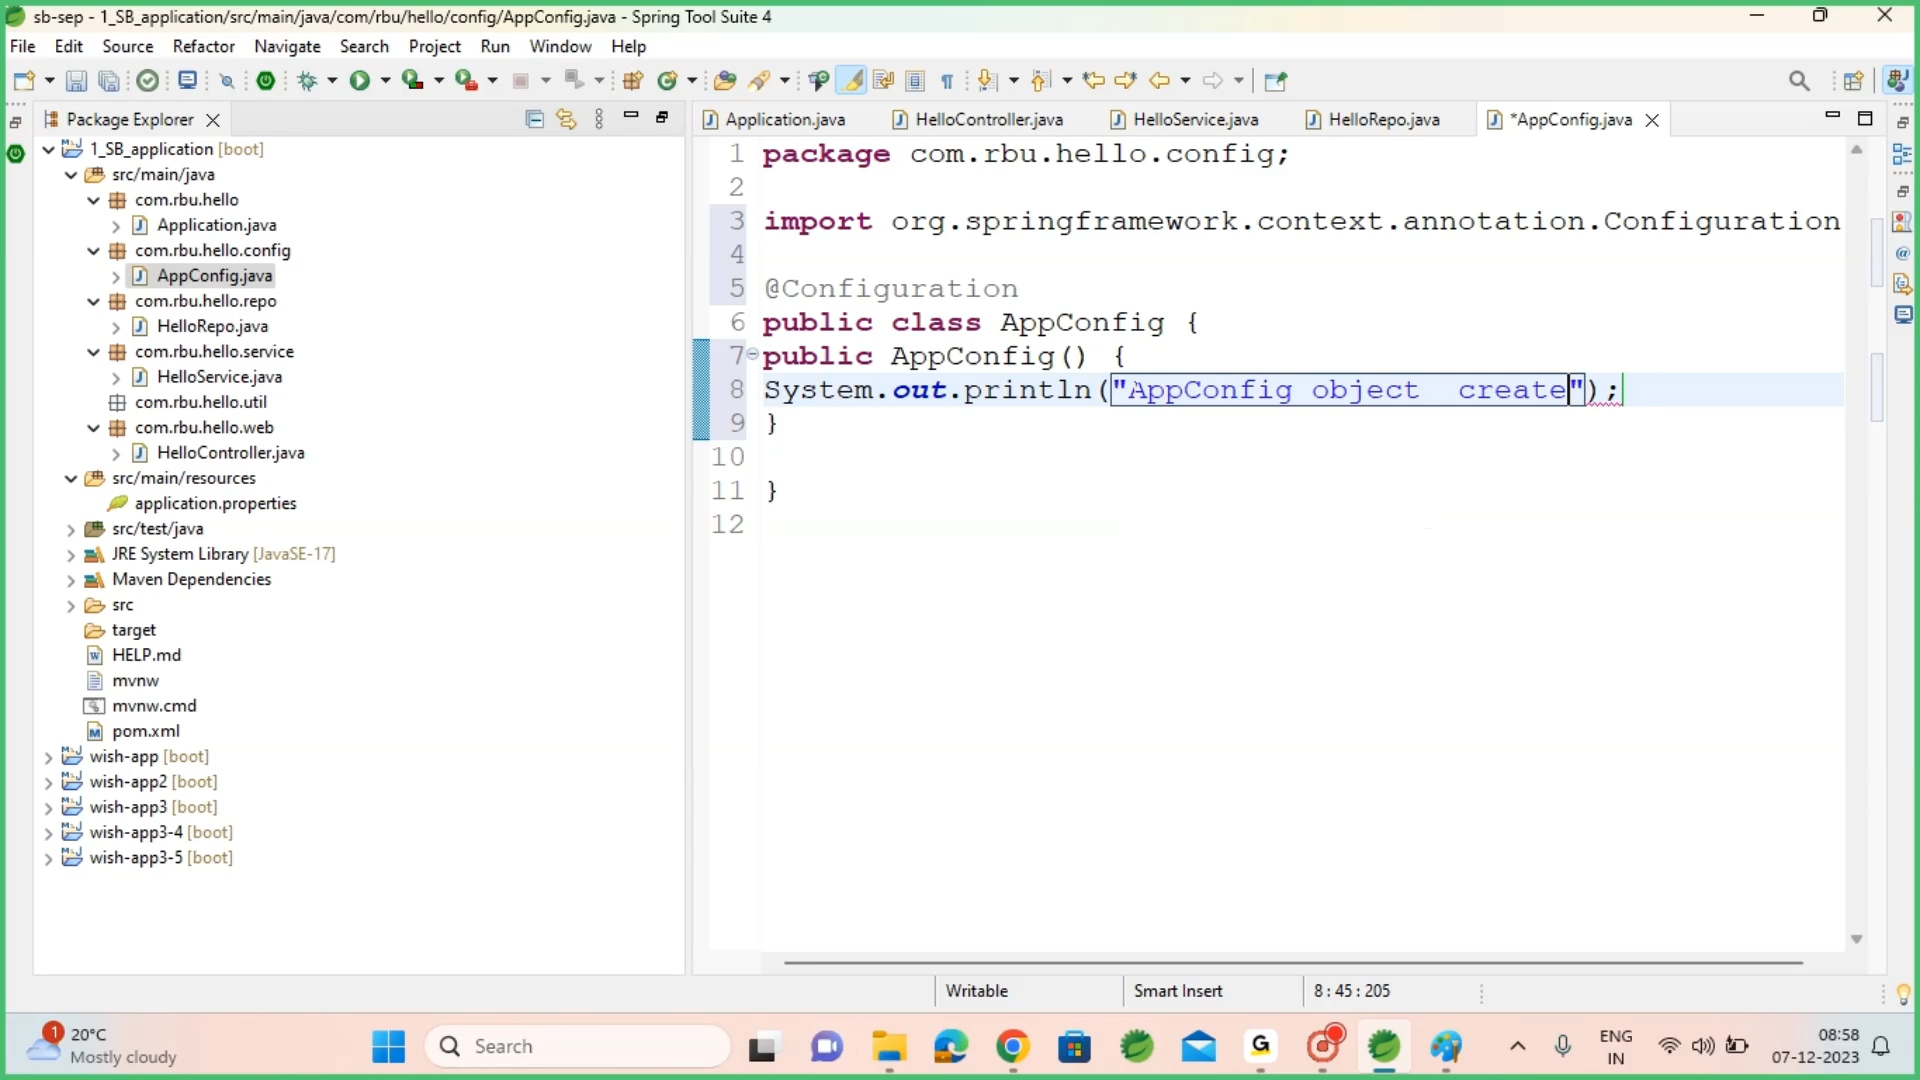 sb-sep - 1_SB_application/src/main/java/com/rbu/hello/config/AppConfig.java - Spring Tool Suite 4
File Edit Source Refactor Navigate Search Project Run Window Help
Package Explorer
1_SB_application [boot]
src/main/java
com.rbu.hello
Application.java
com.rbu.hello.config
AppConfig.java
com.rbu.hello.repo
HelloRepo.java
com.rbu.hello.service
HelloService.java
com.rbu.hello.util
com.rbu.hello.web
HelloController.java
src/main/resources
application.properties
src/test/java
JRE System Library [JavaSE-17]
Maven Dependencies
src
target
HELP.md
mvnw
mvnw.cmd
pom.xml
wish-app [boot]
wish-app2 [boot]
wish-app3 [boot]
wish-app3-4 [boot]
wish-app3-5 [boot]
Application.java HelloController.java HelloService.java HelloRepo.java *AppConfig.java
1 package com.rbu.hello.config;
2
3 import org.springframework.context.annotation.Configuration
4
5 @Configuration
6 public class AppConfig {
7 public AppConfig() {
8 System.out.println("AppConfig object  create");
9 }
10
11 }
12
Writable Smart Insert 8 : 45 : 205
1
20°C
Mostly cloudy
Search
G
ENG
IN
08:58
07-12-2023